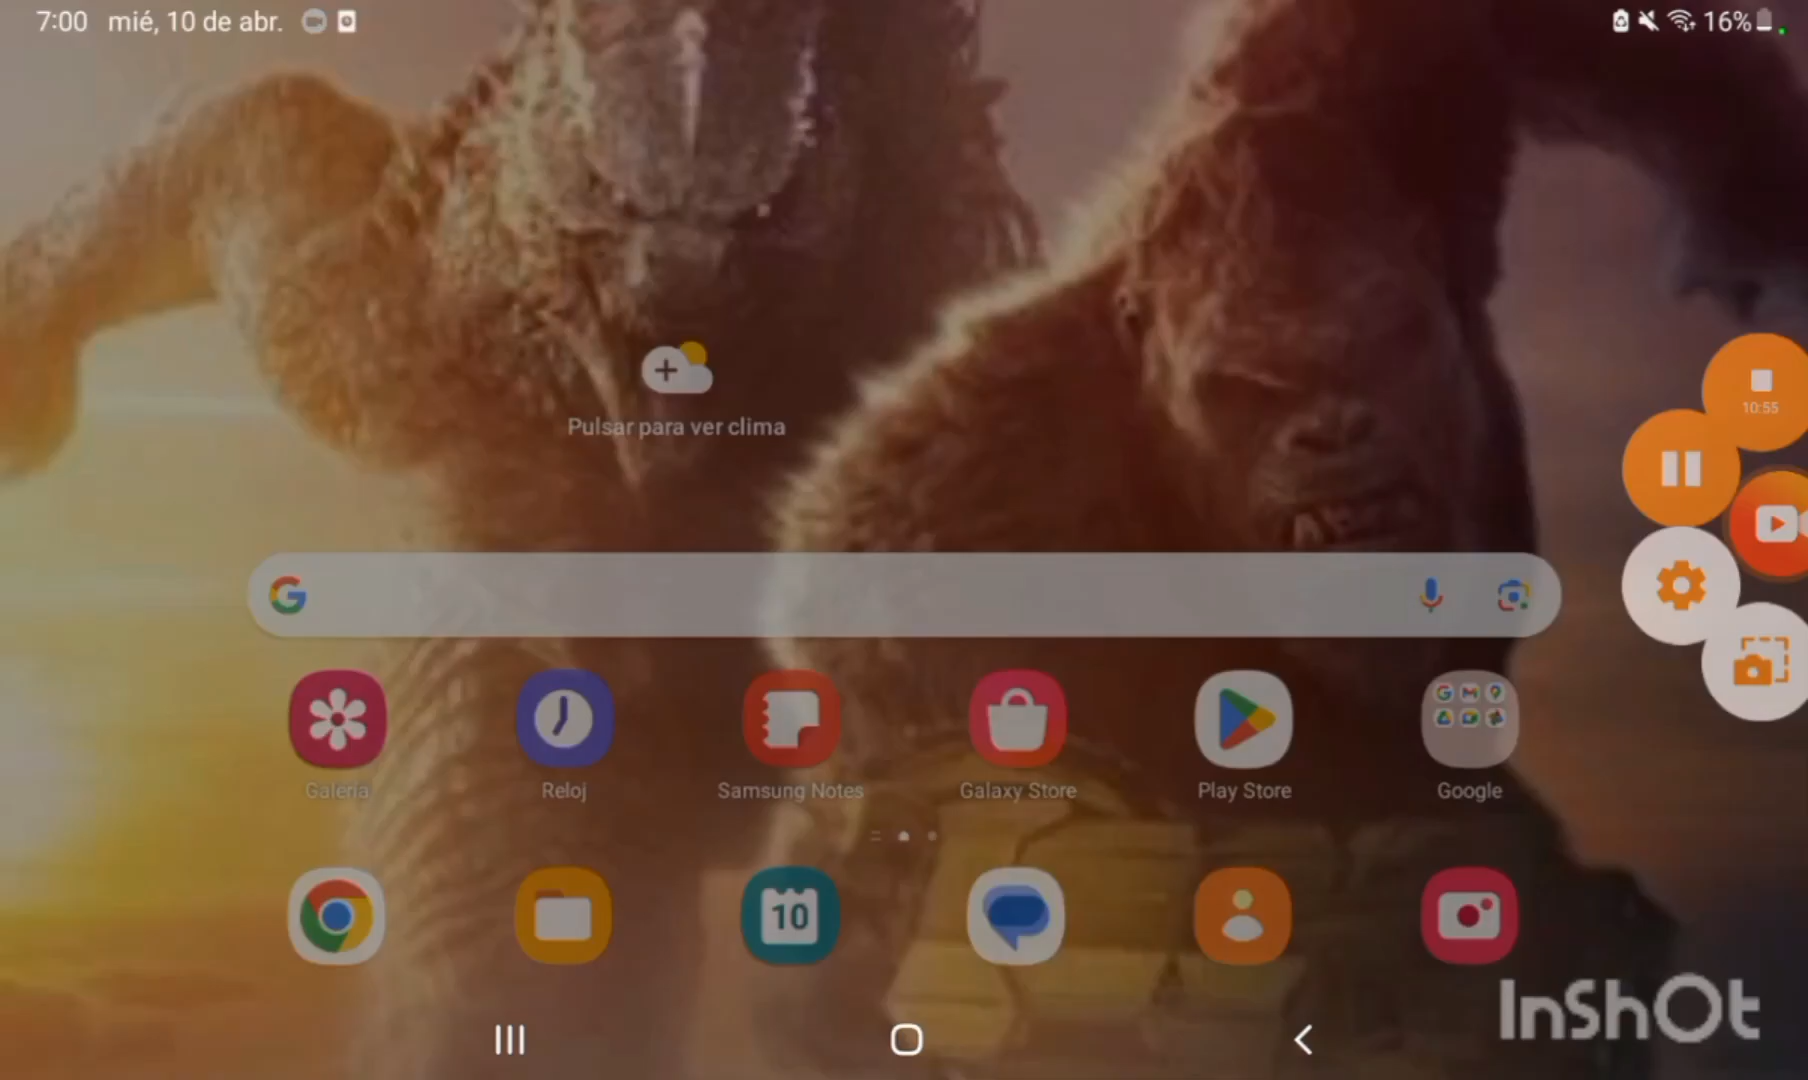 7:00 mié, 10 de abr.
16%
Pulsar para ver clima
10:55
Galería
Reloj
Samsung Notes
Galaxy Store
Play Store
Google
10
InShOt